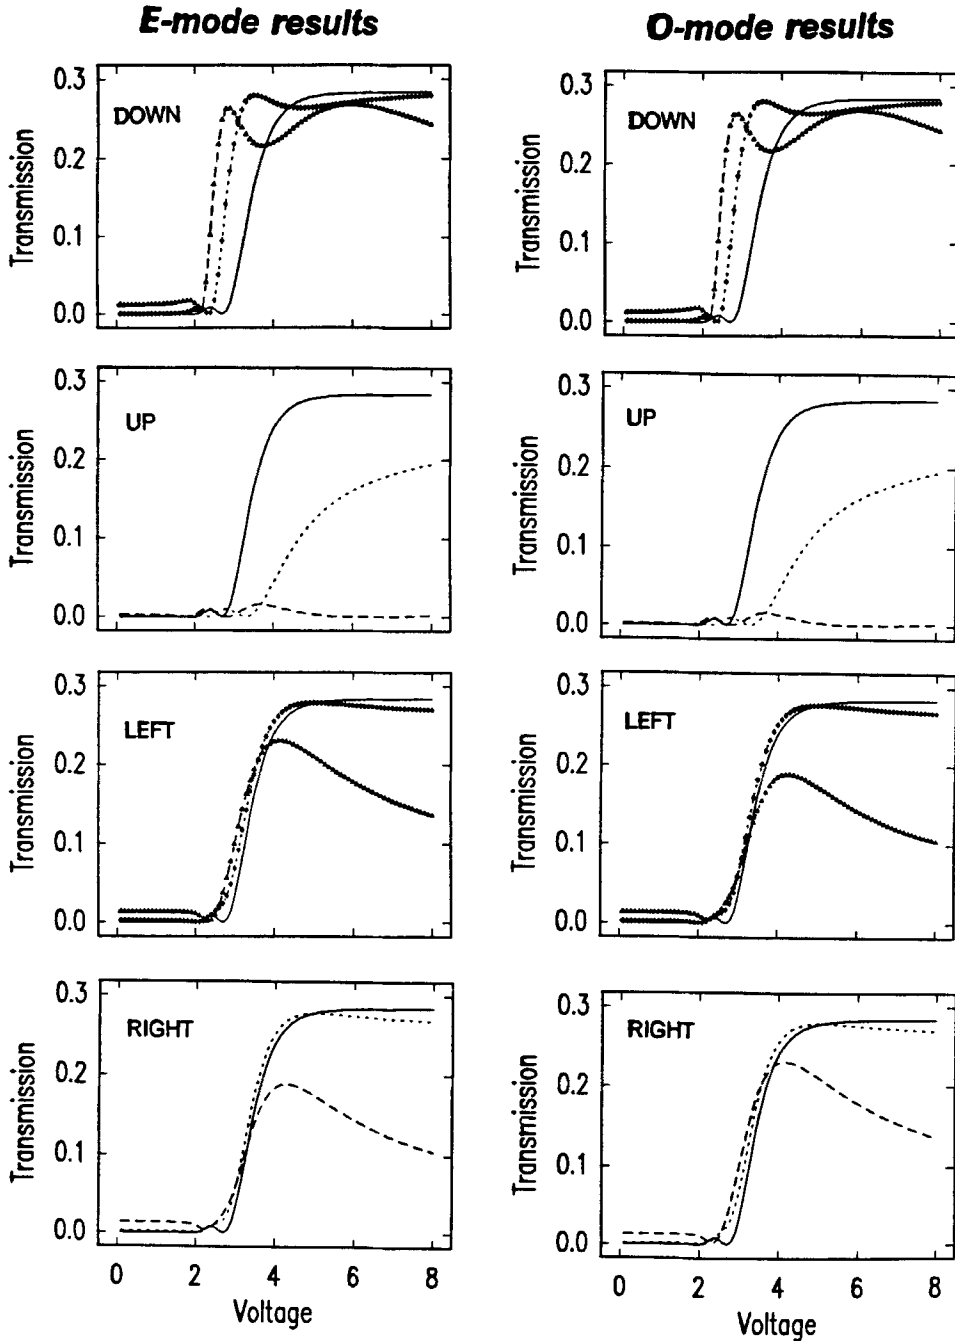 E-mode results
O-mode results
0.3
0.2
0.1
0.0
Transmission
DOWN
0.3
0.2
0.1
0.0
Transmission
DOWN
0.3
0.2
0.1
0.0
Transmission
UP
0.3
0.2
0.1
0.0
Transmission
UP
0.3
0.2
0.1
0.0
Transmission
LEFT
0.3
0.2
0.1
0.0
Transmission
LEFT
0.3
0.2
0.1
0.0
Transmission
RIGHT
0 2 4 6 8
Voltage
0.3
0.2
0.1
0.0
Transmission
RIGHT
0 2 4 6 8
Voltage